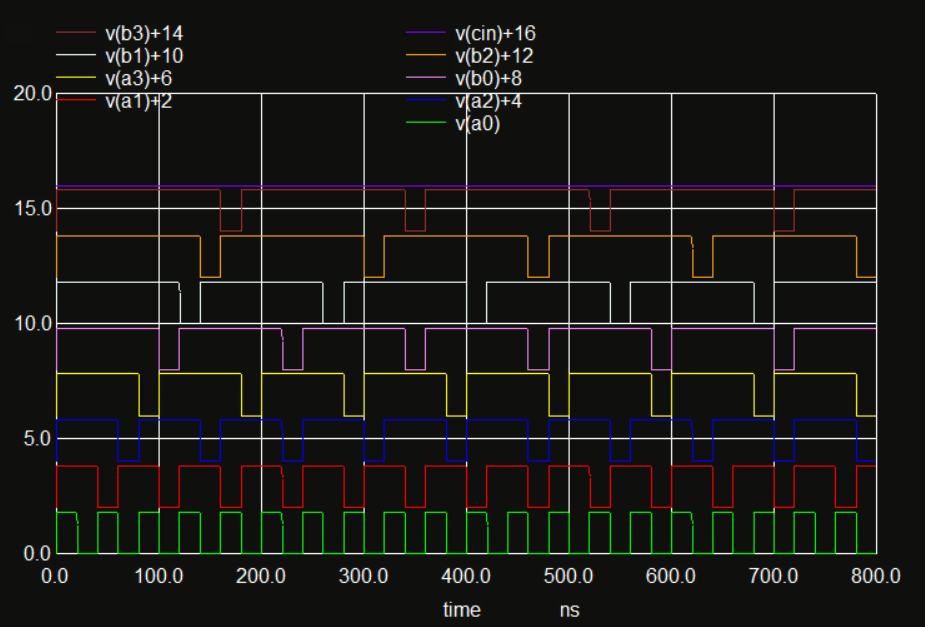 v(b3)+14 v(cin)+16
v(b1)+10 v(b2)+12
v(a3)+6 v(b0)+8
v(a1)+2 v(a2)+4
v(a0)
20.0
15.0
10.0
5.0
0.0
0.0 100.0 200.0 300.0 400.0 500.0 600.0 700.0 800.0
time ns